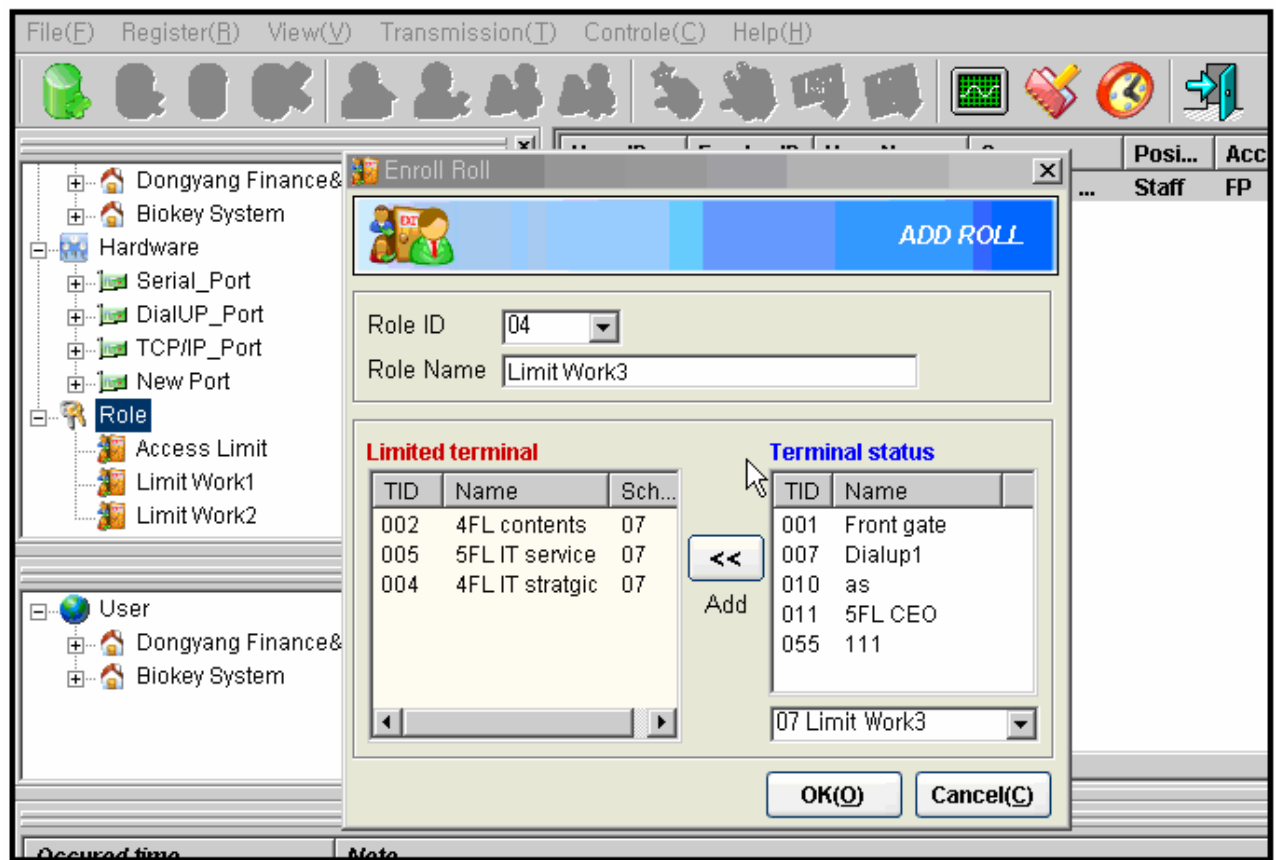 File(F) Register(R) View(V) Transmission(T) Controle(C) Help(H)
Posi... Acc
... Staff FP
Dongyang Finance&
Biokey System
Hardware
Serial_Port
DialUP_Port
TCP/IP_Port
New Port
Role
Access Limit
Limit Work1
Limit Work2
User
Dongyang Finance&
Biokey System
Enroll Roll
ADD ROLL
Role ID 04
Role Name Limit Work3
Limited terminal
TID Name Sch...
002 4FL contents 07
005 5FL IT service 07
004 4FL IT stratgic 07
<<
Add
Terminal status
TID Name
001 Front gate
007 Dialup1
010 as
011 5FL CEO
055 111
07 Limit Work3
OK(O) Cancel(C)
Occured time Note